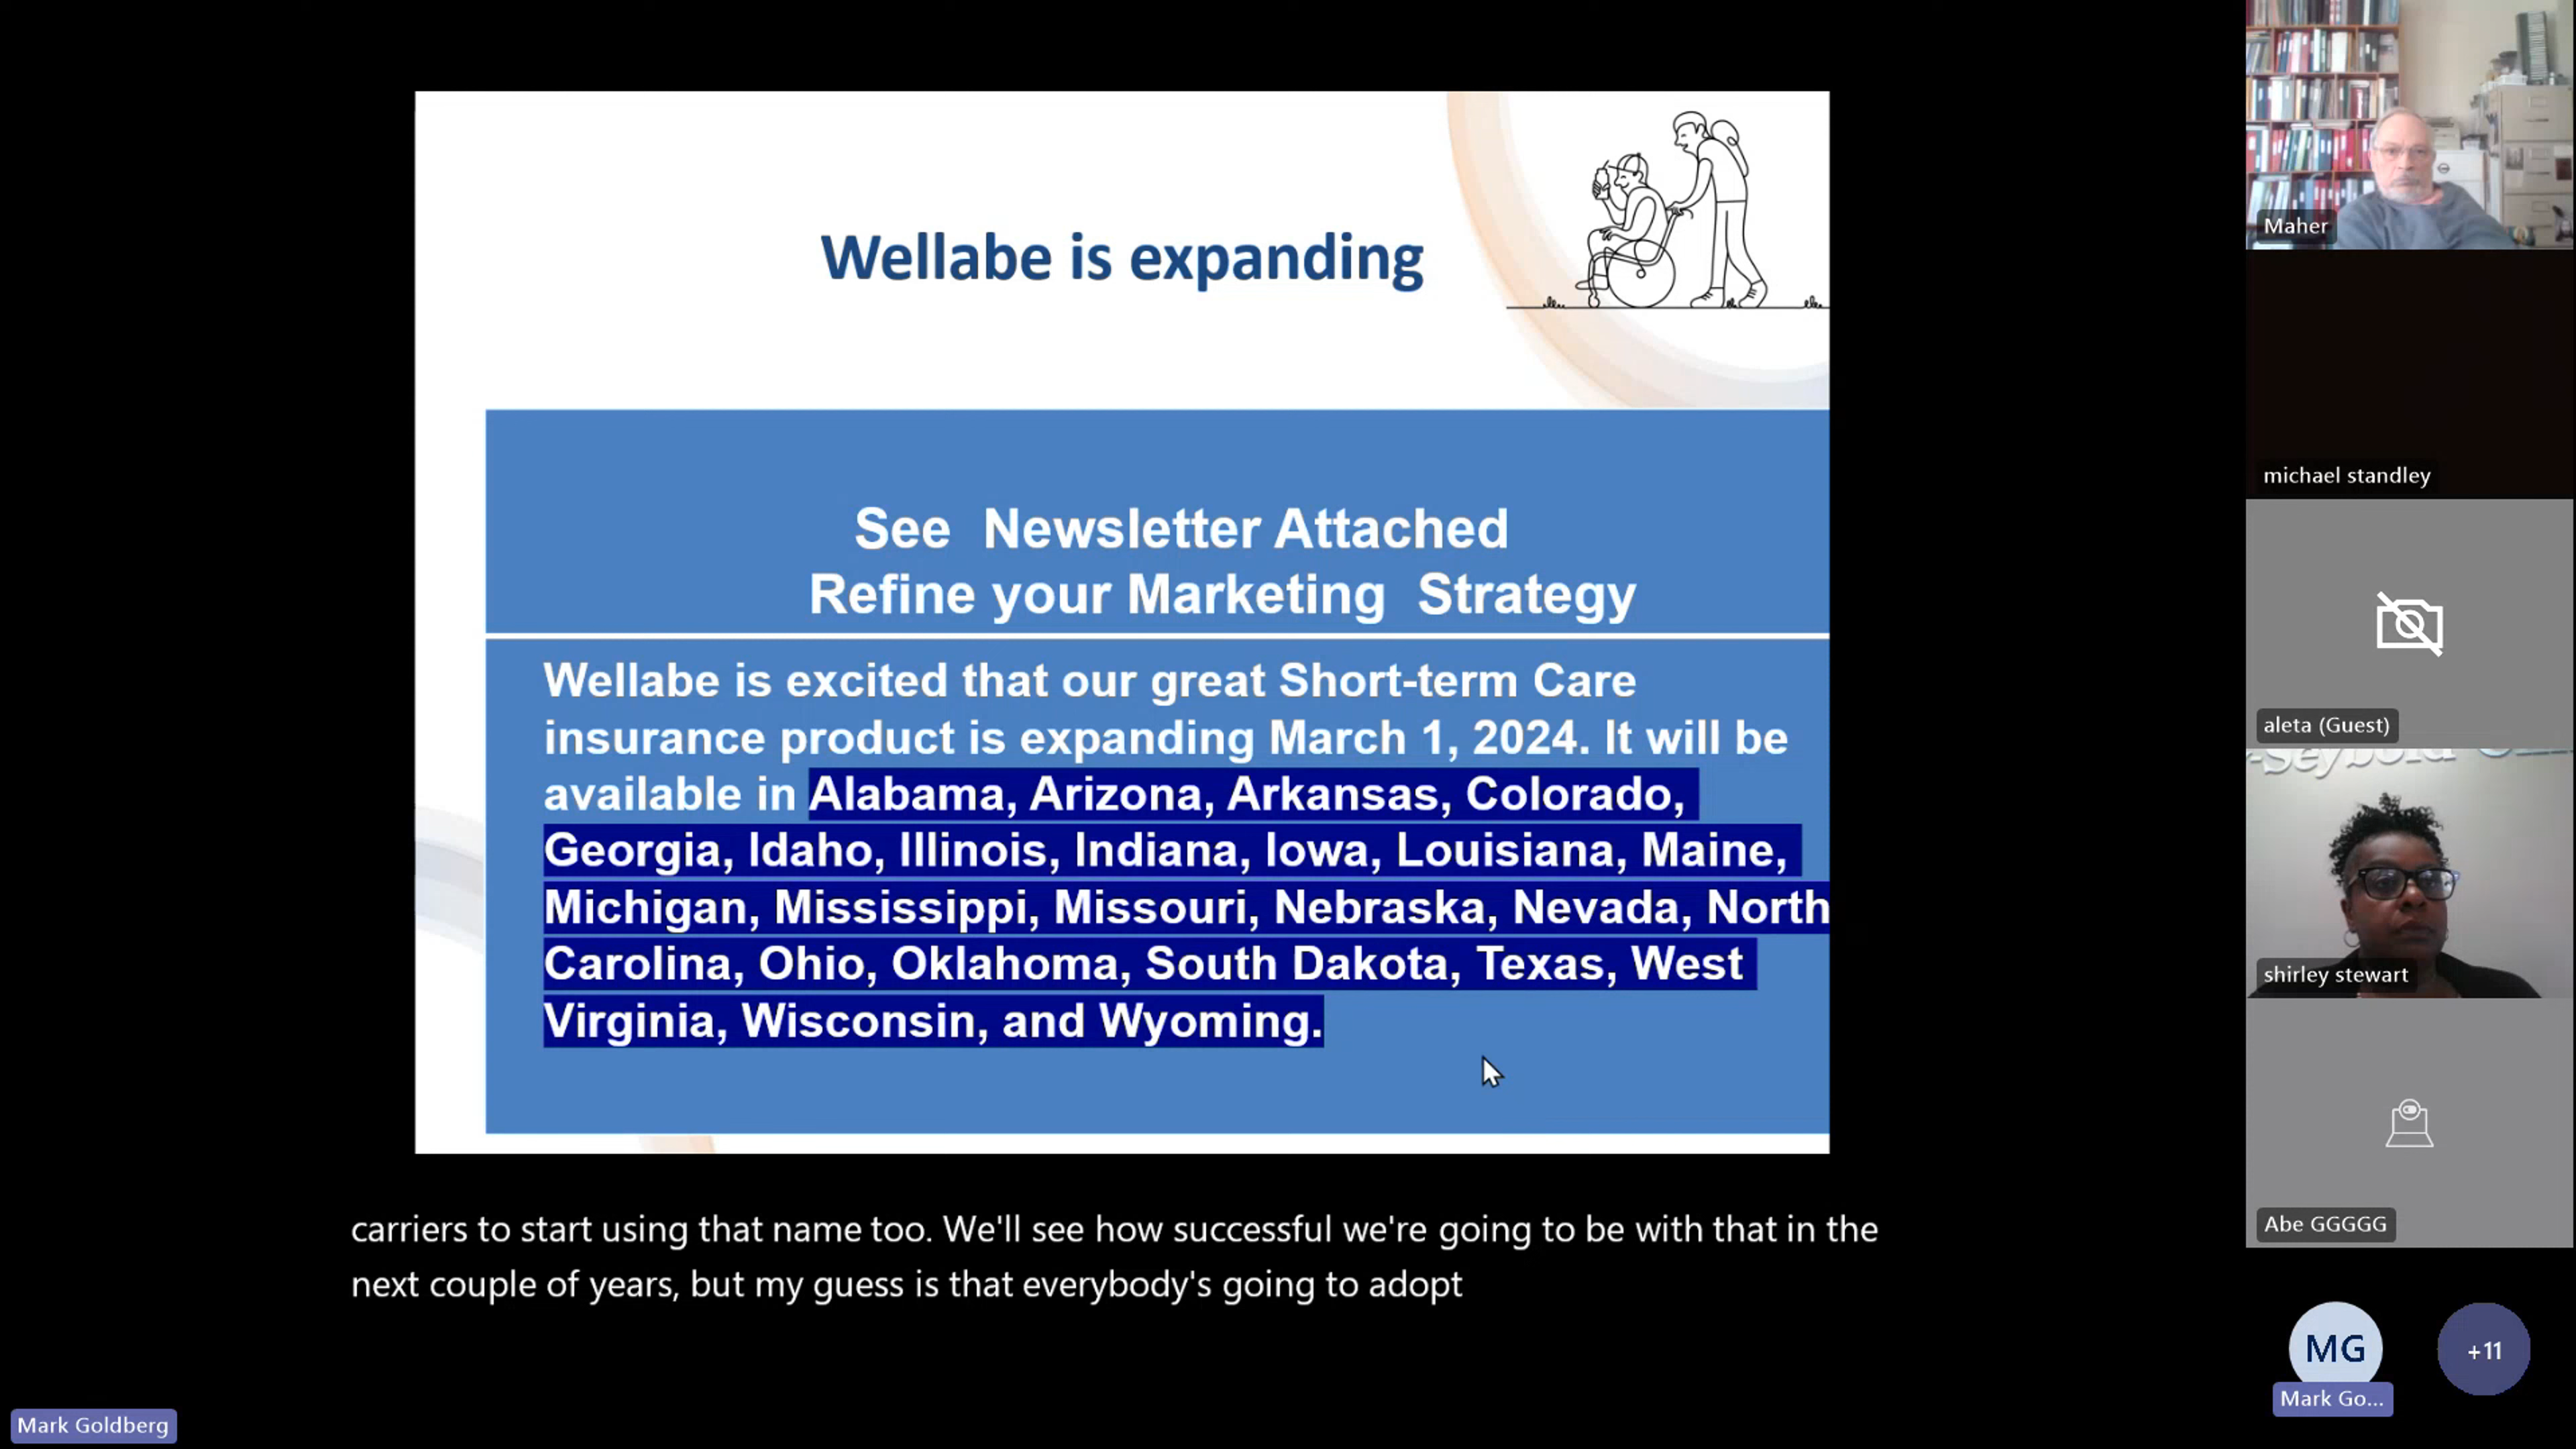 Wellabe is expanding
See Newsletter Attached
Refine your Marketing Strategy
Wellabe is excited that our great Short-term Care
insurance product is expanding March 1, 2024. It will be
available in Alabama, Arizona, Arkansas, Colorado,
Georgia, Idaho, Illinois, Indiana, Iowa, Louisiana, Maine,
Michigan, Mississippi, Missouri, Nebraska, Nevada, North
Carolina, Ohio, Oklahoma, South Dakota, Texas, West
Virginia, Wisconsin, and Wyoming.
carriers to start using that name too. We'll see how successful we're going to be with that in the
next couple of years, but my guess is that everybody's going to adopt
Mark Goldberg
Maher
michael standley
aleta (Guest)
-Seybold
shirley stewart
Abe GGGGG
MG
+11
Mark Go...